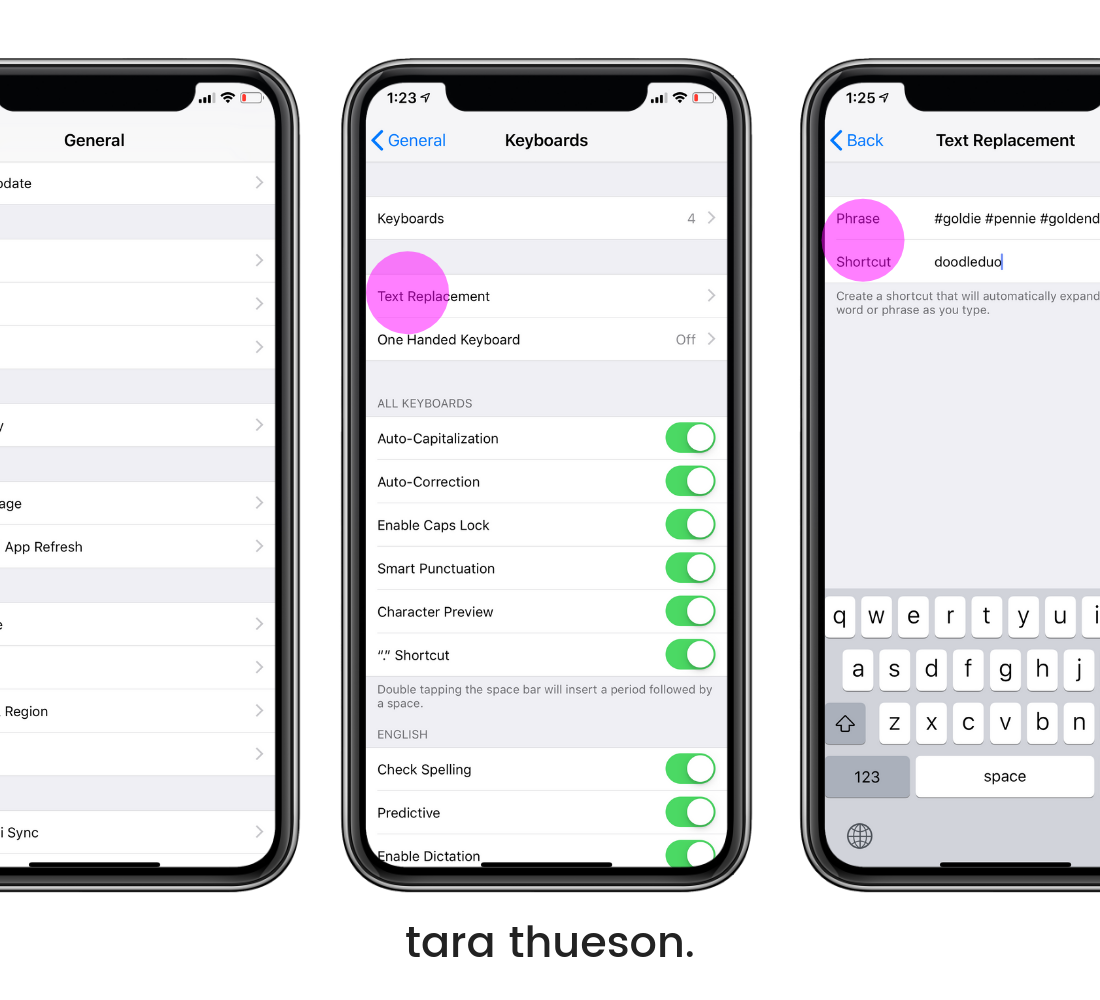 General
App Refresh
Region
i Sync
1:23
General
Keyboards
Keyboards 4
Text Replacement
One Handed Keyboard Off
ALL KEYBOARDS
Auto-Capitalization
Auto-Correction
Enable Caps Lock
Smart Punctuation
Character Preview
“.” Shortcut
Double tapping the space bar will insert a period followed by
a space.
ENGLISH
Check Spelling
Predictive
Enable Dictation
1:25
Back
Text Replacement
Phrase #goldie #pennie #goldend
Shortcut doodleduo
Create a shortcut that will automatically expand
word or phrase as you type.
q w e r t y u i
a s d f g h j
z x c v b n
123 space
tara thueson.